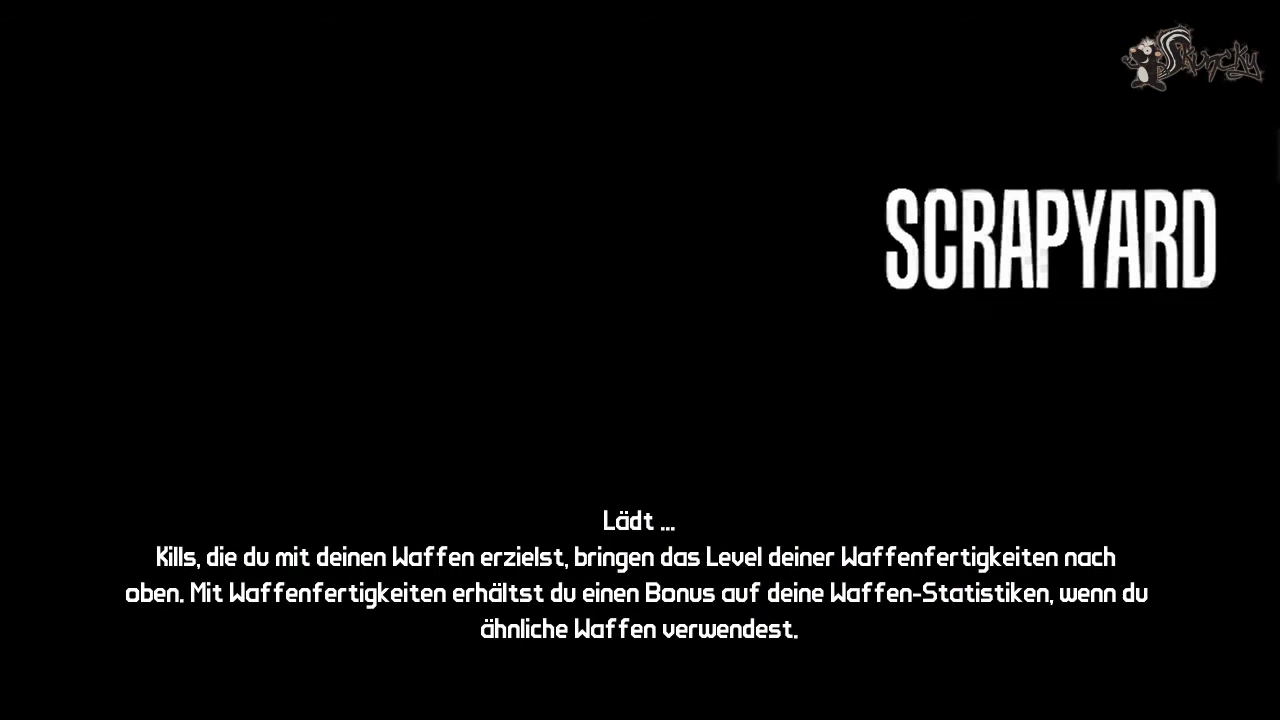 Skuncky
SCRAPYARD
Lädt ...
Kills, die du mit deinen Waffen erzielst, bringen das Level deiner Waffenfertigkeiten nach
oben. Mit Waffenfertigkeiten erhältst du einen Bonus auf deine Waffen-Statistiken, wenn du
ähnliche Waffen verwendest.